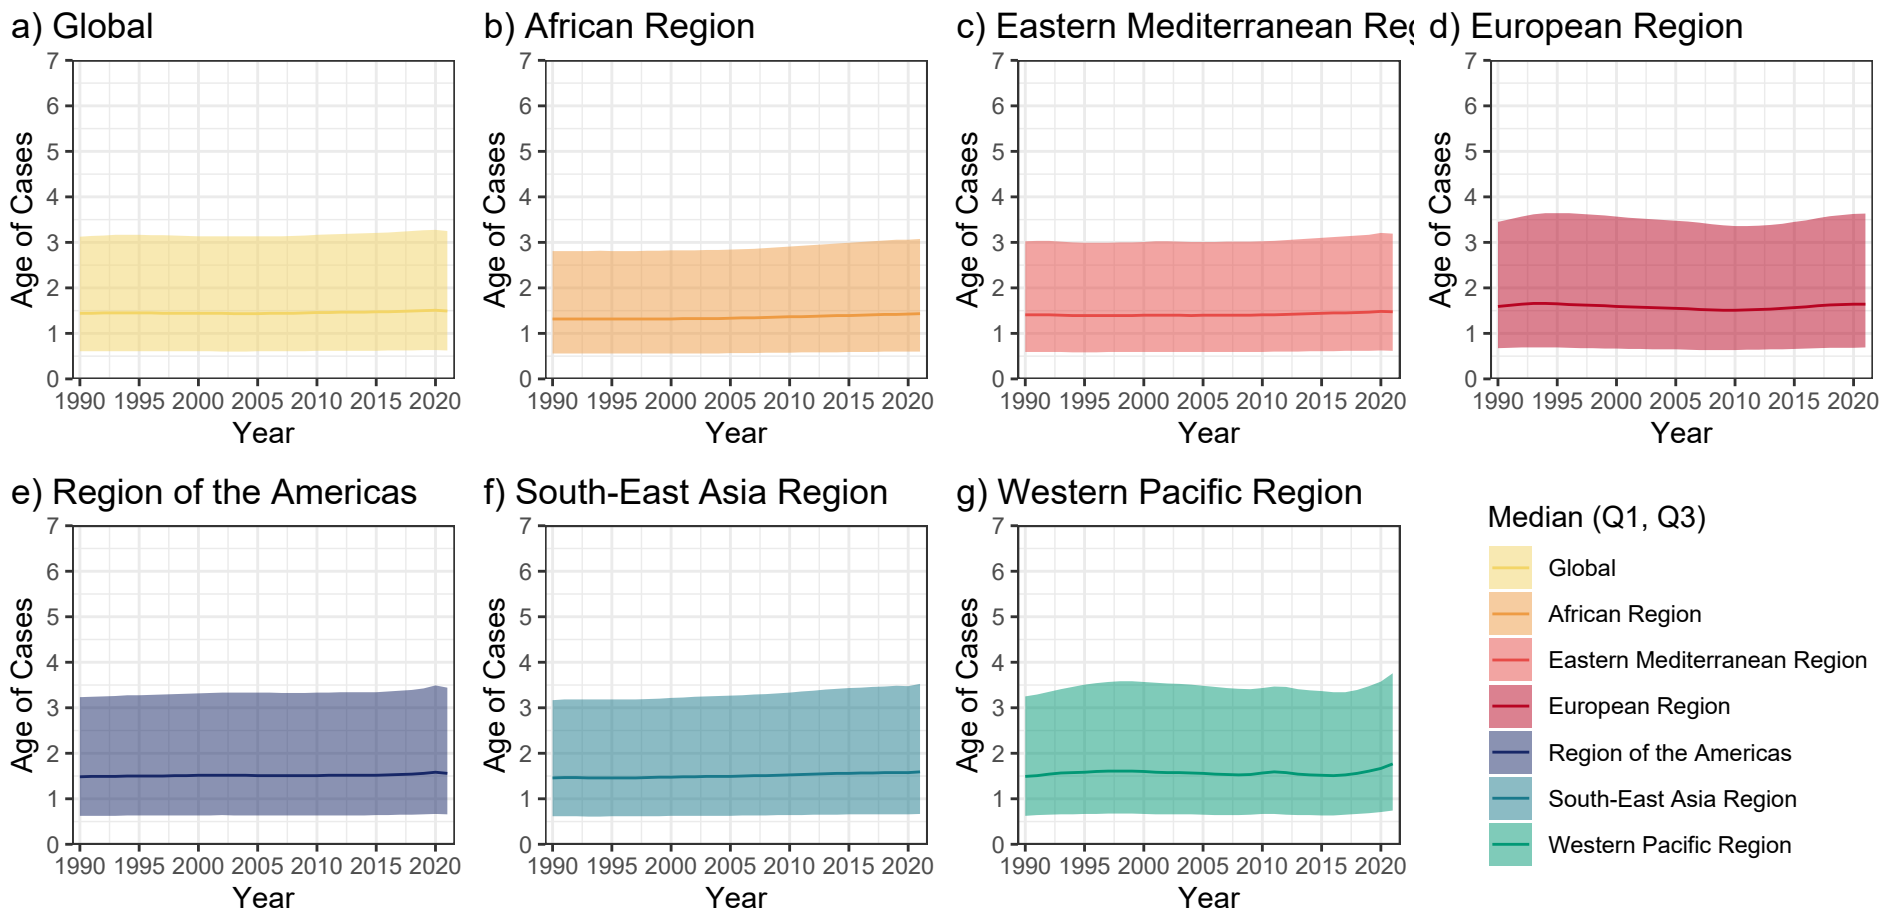 a) Global
b) African Region
c) Eastern Mediterranean Reg
d) European Region
7
6
5
4
3
2
1
0
Age of Cases
1990 1995 2000 2005 2010 2015 2020
Year
7
6
5
4
3
2
1
0
Age of Cases
1990 1995 2000 2005 2010 2015 2020
Year
7
6
5
4
3
2
1
0
Age of Cases
1990 1995 2000 2005 2010 2015 2020
Year
7
6
5
4
3
2
1
0
Age of Cases
1990 1995 2000 2005 2010 2015 2020
Year
e) Region of the Americas
f) South-East Asia Region
g) Western Pacific Region
7
6
5
4
3
2
1
0
Age of Cases
1990 1995 2000 2005 2010 2015 2020
Year
7
6
5
4
3
2
1
0
Age of Cases
1990 1995 2000 2005 2010 2015 2020
Year
7
6
5
4
3
2
1
0
Age of Cases
1990 1995 2000 2005 2010 2015 2020
Year
Median (Q1, Q3)
Global
African Region
Eastern Mediterranean Region
European Region
Region of the Americas
South-East Asia Region
Western Pacific Region